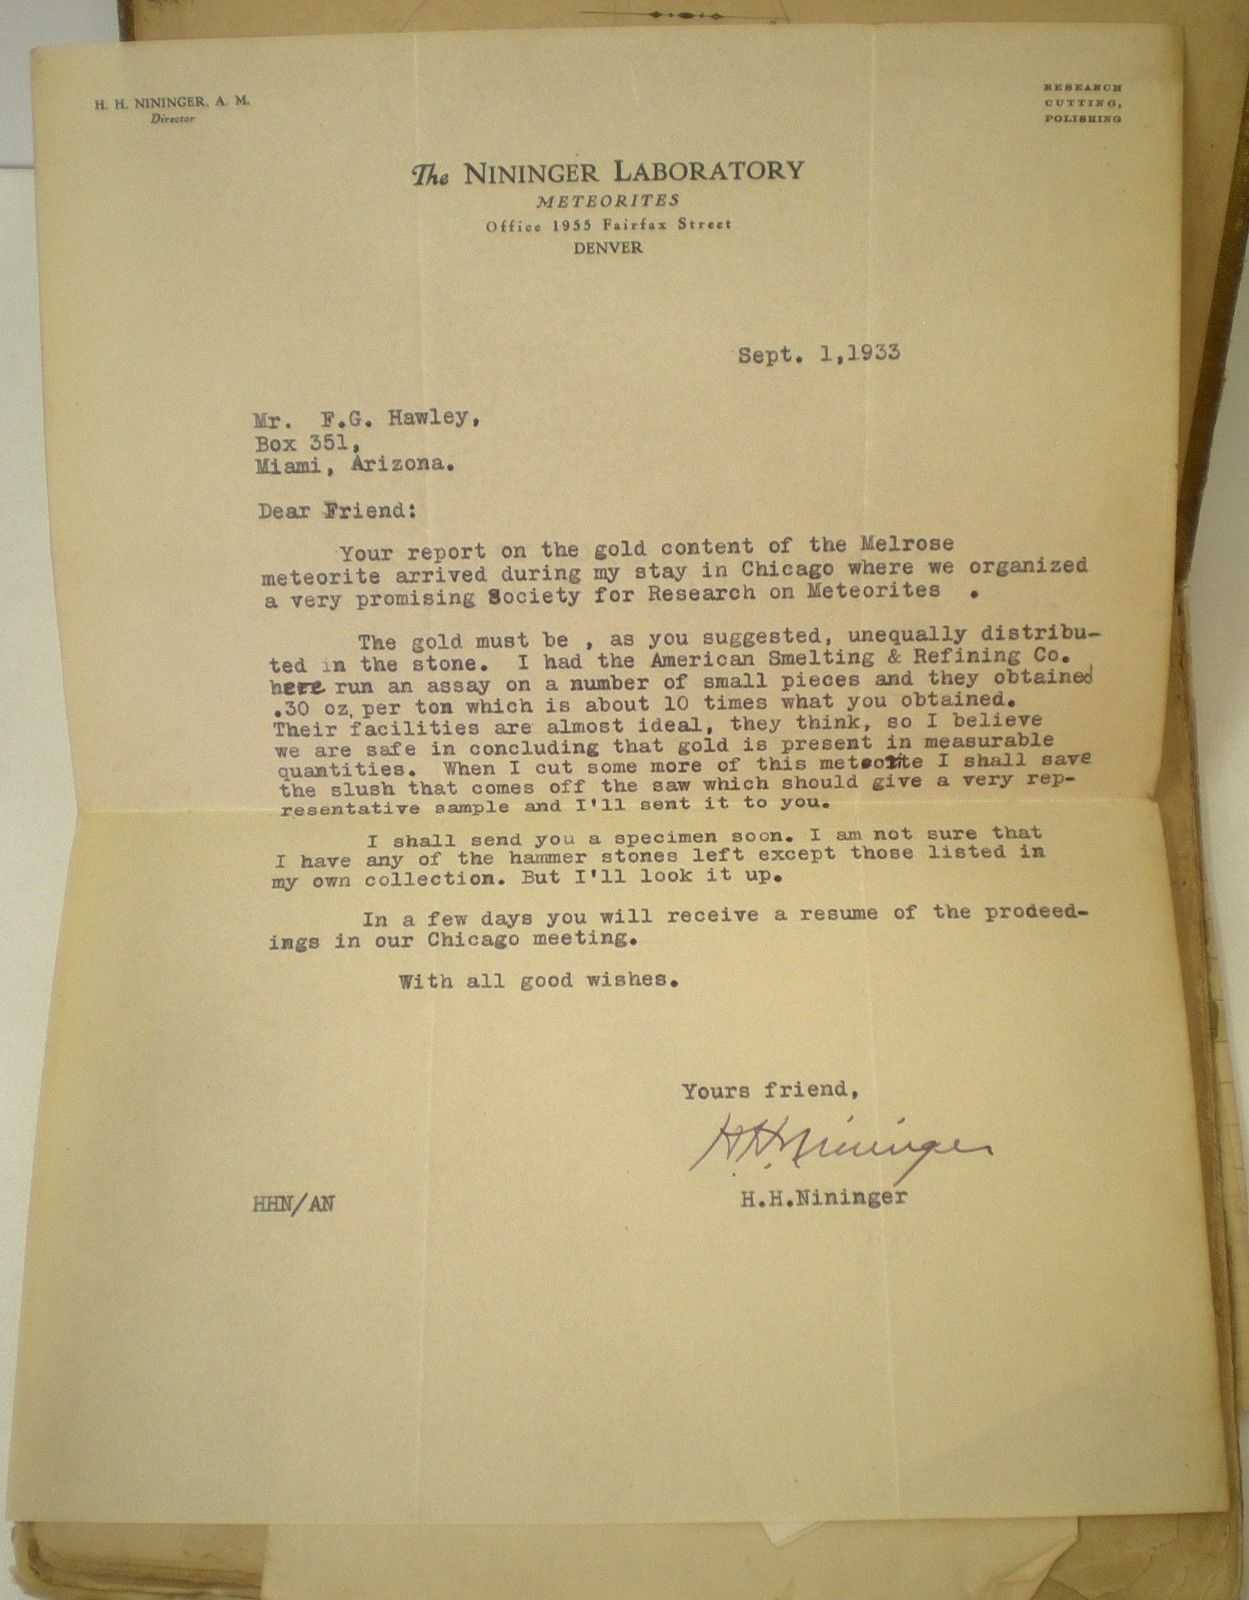 H. H. NININGER, A. M.
Director
RESEARCH
CUTTING,
POLISHING
The NININGER LABORATORY
METEORITES
Office 1955 Fairfax Street
DENVER
Sept. 1,1933
Mr. F.G. Hawley,
Box 351,
Miami, Arizona.
Dear Friend:
Your report on the gold content of the Melrose
meteorite arrived during my stay in Chicago where we organized
a very promising Society for Research on Meteorites .
The gold must be , as you suggested, unequally distribu-
ted in the stone. I had the American Smelting & Refining Co.
here run an assay on a number of small pieces and they obtained
.30 oz. per ton which is about 10 times what you obtained.
Their facilities are almost ideal, they think, so I believe
we are safe in concluding that gold is present in measurable
quantities. When I cut some more of this meteorite I shall save
the slush that comes off the saw which should give a very rep-
resentative sample and I'll sent it to you.
I shall send you a specimen soon. I am not sure that
I have any of the hammer stones left except those listed in
my own collection. But I'll look it up.
In a few days you will receive a resume of the prodeed-
ings in our Chicago meeting.
With all good wishes.
Yours friend,
H.H. Nininger
H.H.Nininger
HHN/AN